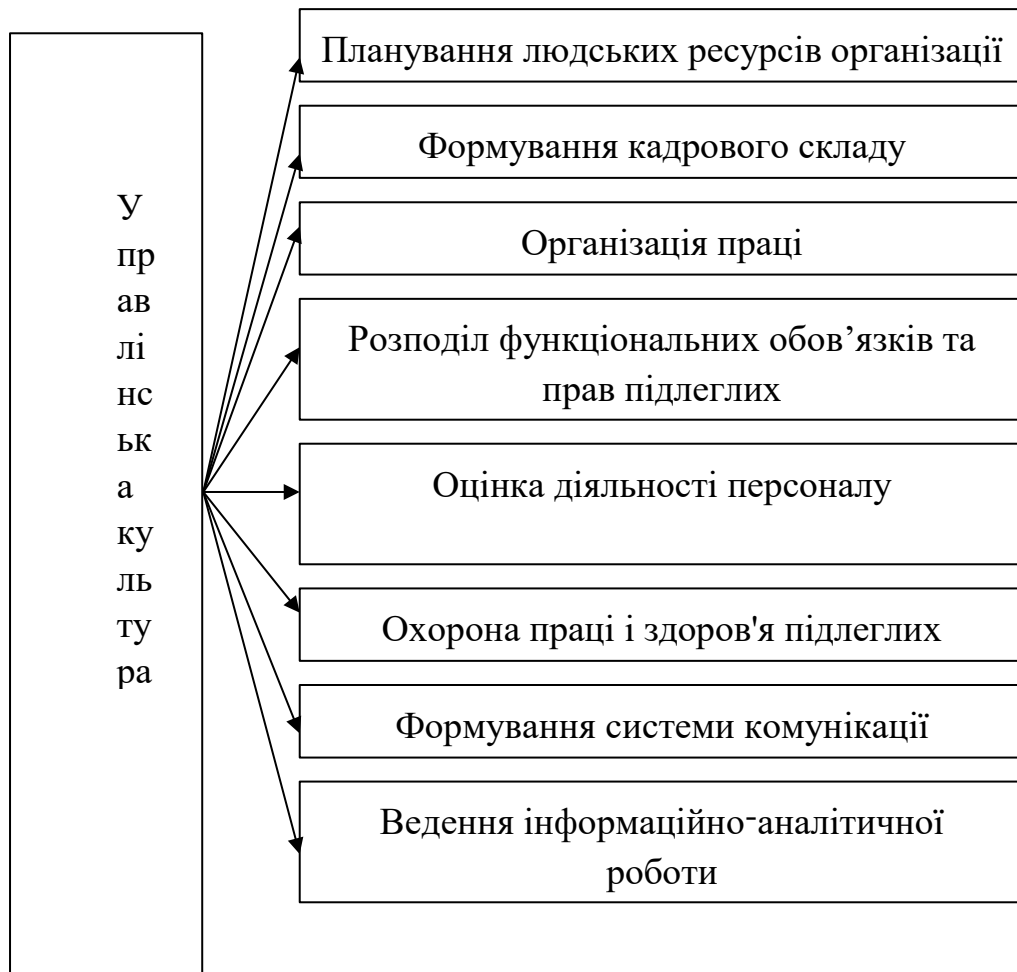 У
пр
ав
лі
нс
ьк
а
ку
ль
ту
ра
Планування людських ресурсів організації
Формування кадрового складу
Організація праці
Розподіл функціональних обов’язків та
прав підлеглих
Оцінка діяльності персоналу
Охорона праці і здоров'я підлеглих
Формування системи комунікації
Ведення інформаційно-аналітичної
роботи